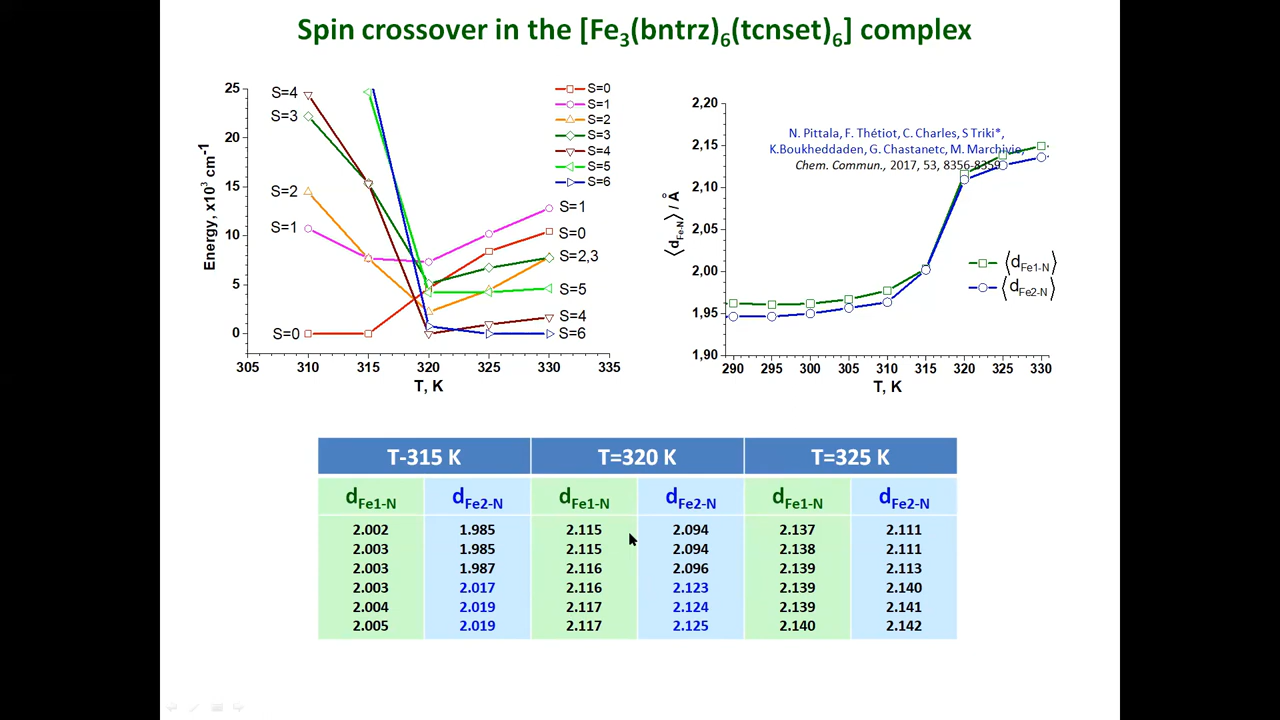 Spin crossover in the [Fe3(bntrz)6(tcnset)6] complex
25
20
15
10
5
0
Energy, x10³ cm⁻¹
S=4
S=3
S=2
S=1
S=0
S=0
S=1
S=2
S=3
S=4
S=5
S=6
S=1
S=0
S=2,3
S=5
S=4
S=6
305 310 315 320 325 330 335
T, K
2,20
2,15
2,10
2,05
2,00
1,95
1,90
⟨dFe-N⟩ / Å
N. Pittala, F. Thétiot, C. Charles, S Triki*,
K.Boukheddaden, G. Chastanetc, M. Marchivie,
Chem. Commun., 2017, 53, 8356-8359
⟨dFe1-N⟩
⟨dFe2-N⟩
290 295 300 305 310 315 320 325 330
T, K
T-315 K T=320 K T=325 K
dFe1-N dFe2-N dFe1-N dFe2-N dFe1-N dFe2-N
2.002 1.985 2.115 2.094 2.137 2.111
2.003 1.985 2.115 2.094 2.138 2.111
2.003 1.987 2.116 2.096 2.139 2.113
2.003 2.017 2.116 2.123 2.139 2.140
2.004 2.019 2.117 2.124 2.139 2.141
2.005 2.019 2.117 2.125 2.140 2.142